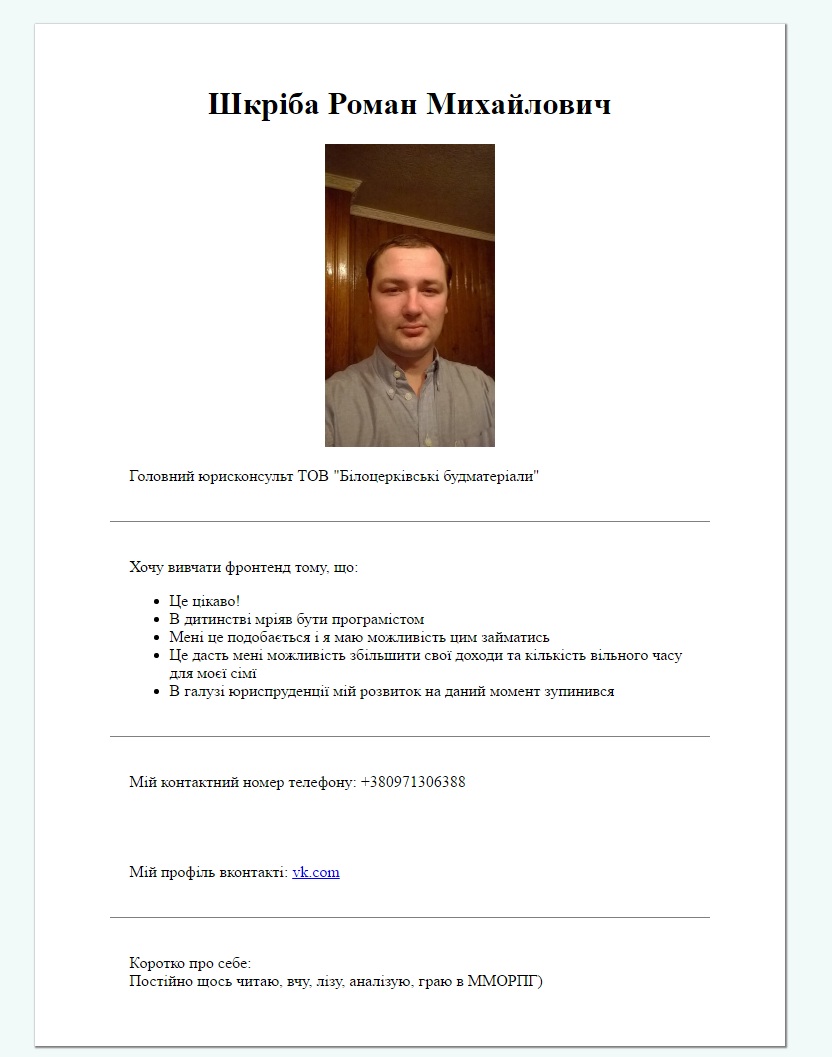 Шкріба Роман Михайлович
Головний юрисконсульт ТОВ "Білоцерківські будматеріали"
Хочу вивчати фронтенд тому, що:
• Це цікаво!
• В дитинстві мріяв бути програмістом
• Мені це подобається і я маю можливість цим займатись
• Це дасть мені можливість збільшити свої доходи та кількість вільного часу
для моєї сімї
• В галузі юриспруденції мій розвиток на даний момент зупинився
Мій контактний номер телефону: +380971306388
Мій профіль вконтакті: vk.com
Коротко про себе:
Постійно щось читаю, вчу, лізу, аналізую, граю в ММОРПГ)